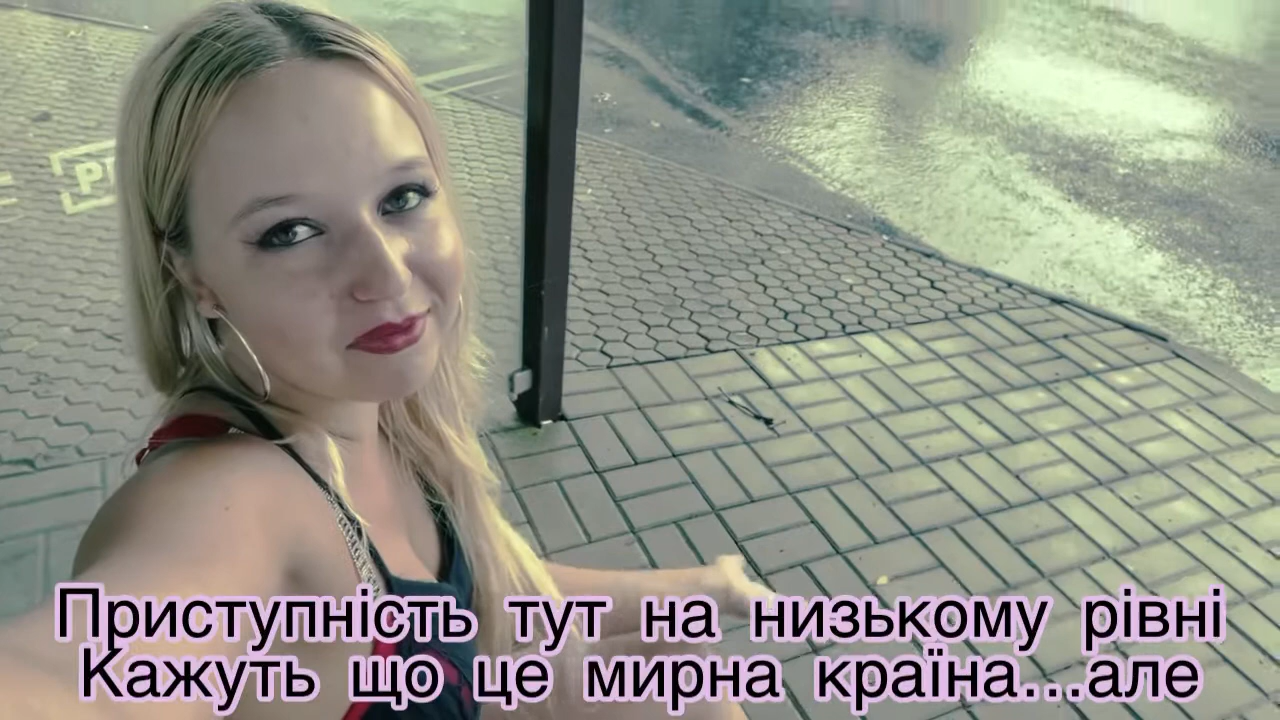 Приступність тут на низькому рівні
Кажуть що це мирна країна...але